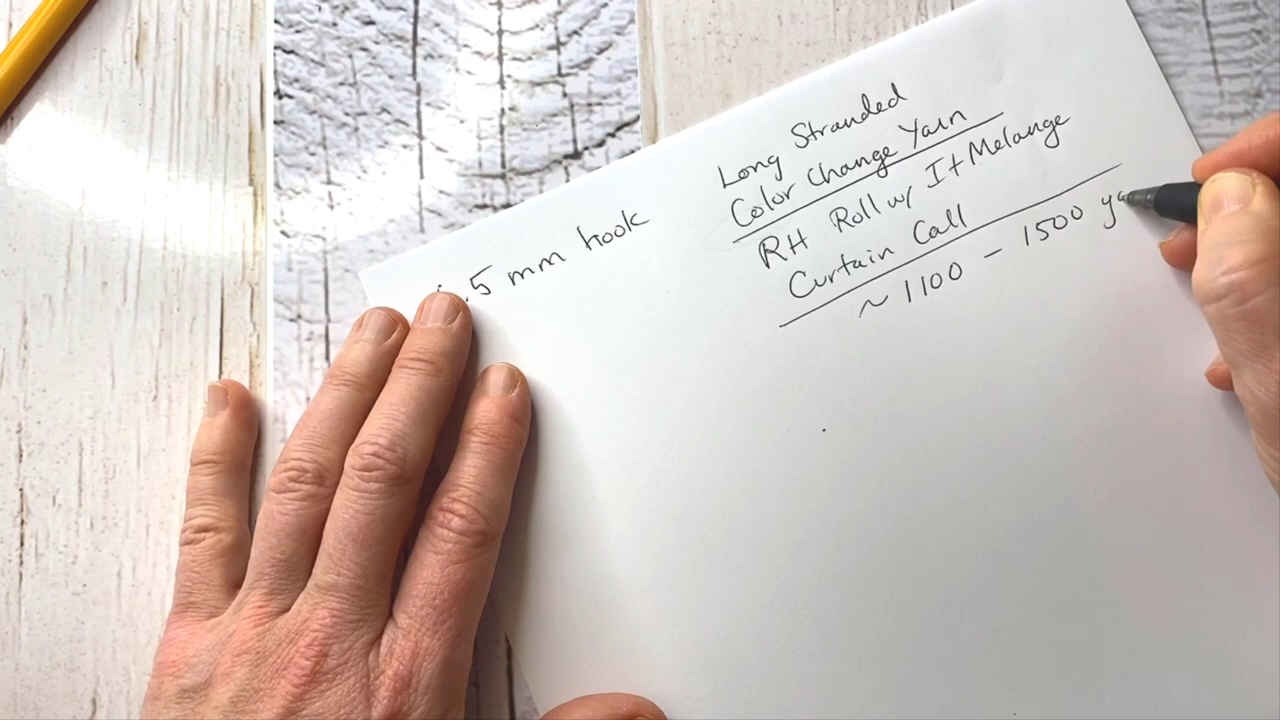 Long Stranded
Color Change Yarn
RH Roll w/ It Melange
Curtain Call
~ 1100 - 1500
.5 mm hook